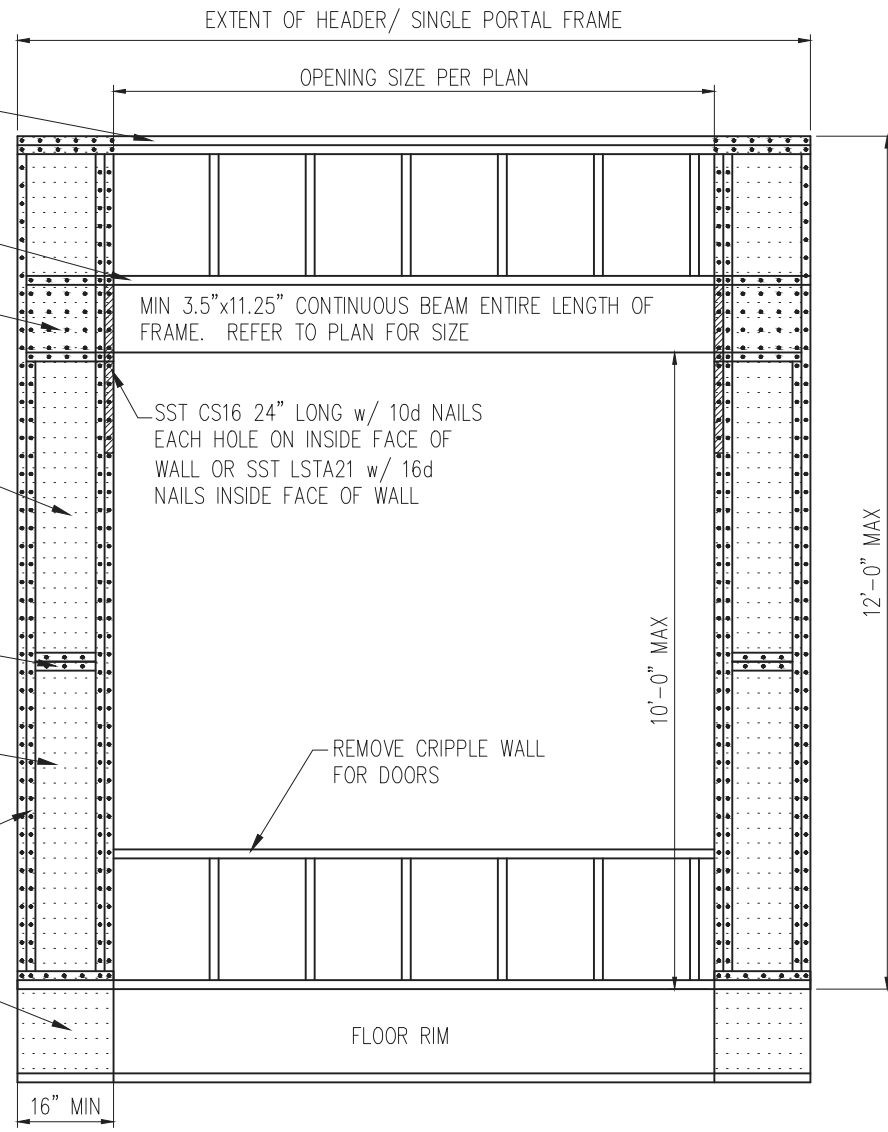 EXTENT OF HEADER/ SINGLE PORTAL FRAME
OPENING SIZE PER PLAN
MIN 3.5”x11.25” CONTINUOUS BEAM ENTIRE LENGTH OF
FRAME. REFER TO PLAN FOR SIZE
SST CS16 24” LONG w/ 10d NAILS
EACH HOLE ON INSIDE FACE OF
WALL OR SST LSTA21 w/ 16d
NAILS INSIDE FACE OF WALL
12’-0” MAX
10’-0” MAX
REMOVE CRIPPLE WALL
FOR DOORS
FLOOR RIM
16” MIN